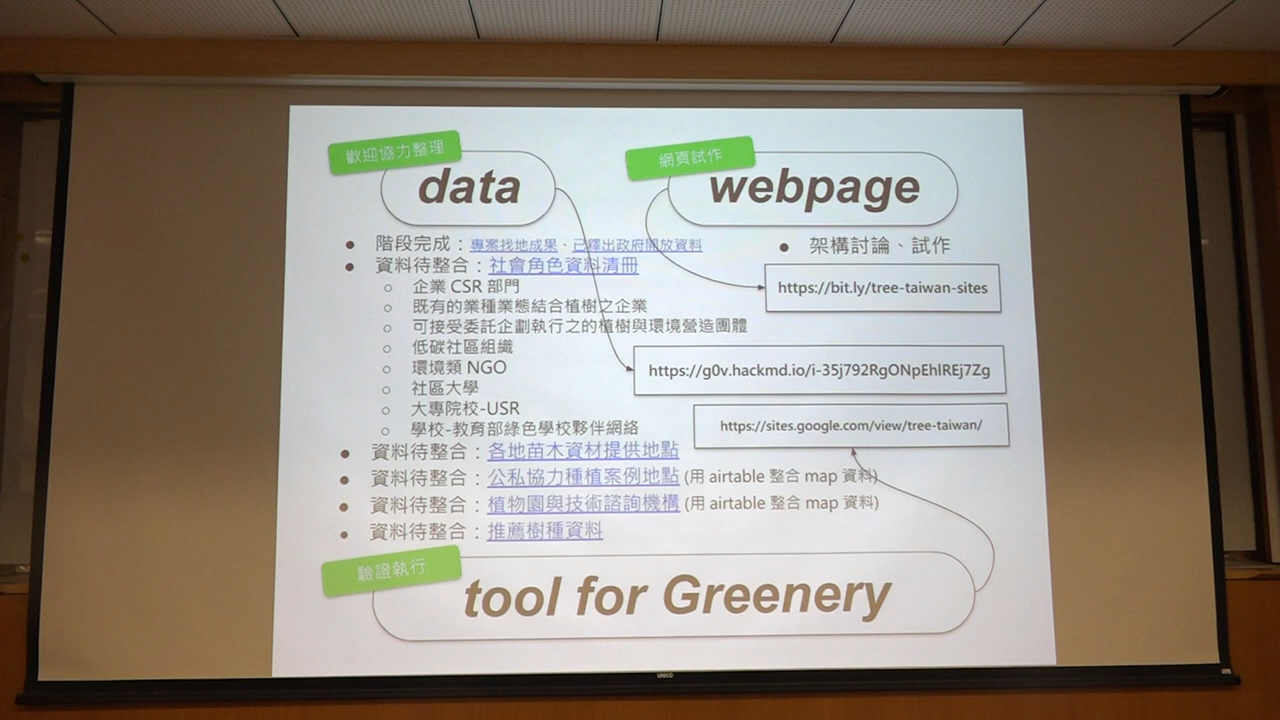 歡迎協力整理
data
網頁試作
webpage
● 階段完成：專案找地成果、已釋出政府開放資料
● 資料待整合：社會角色資料清冊
○ 企業 CSR 部門
○ 既有的業種業態結合植樹之企業
○ 可接受委託企劃執行之的植樹與環境營造團體
○ 低碳社區組織
○ 環境類 NGO
○ 社區大學
○ 大專院校-USR
○ 學校-教育部綠色學校夥伴網絡
● 資料待整合：各地苗木資材提供地點
● 資料待整合：公私協力種植案例地點 (用 airtable 整合 map 資料)
● 資料待整合：植物園與技術諮詢機構 (用 airtable 整合 map 資料)
● 資料待整合：推薦樹種資料
● 架構討論、試作
https://bit.ly/tree-taiwan-sites
https://g0v.hackmd.io/i-35j792RgONpEhlREj7Zg
https://sites.google.com/view/tree-taiwan/
驗證執行
tool for Greenery